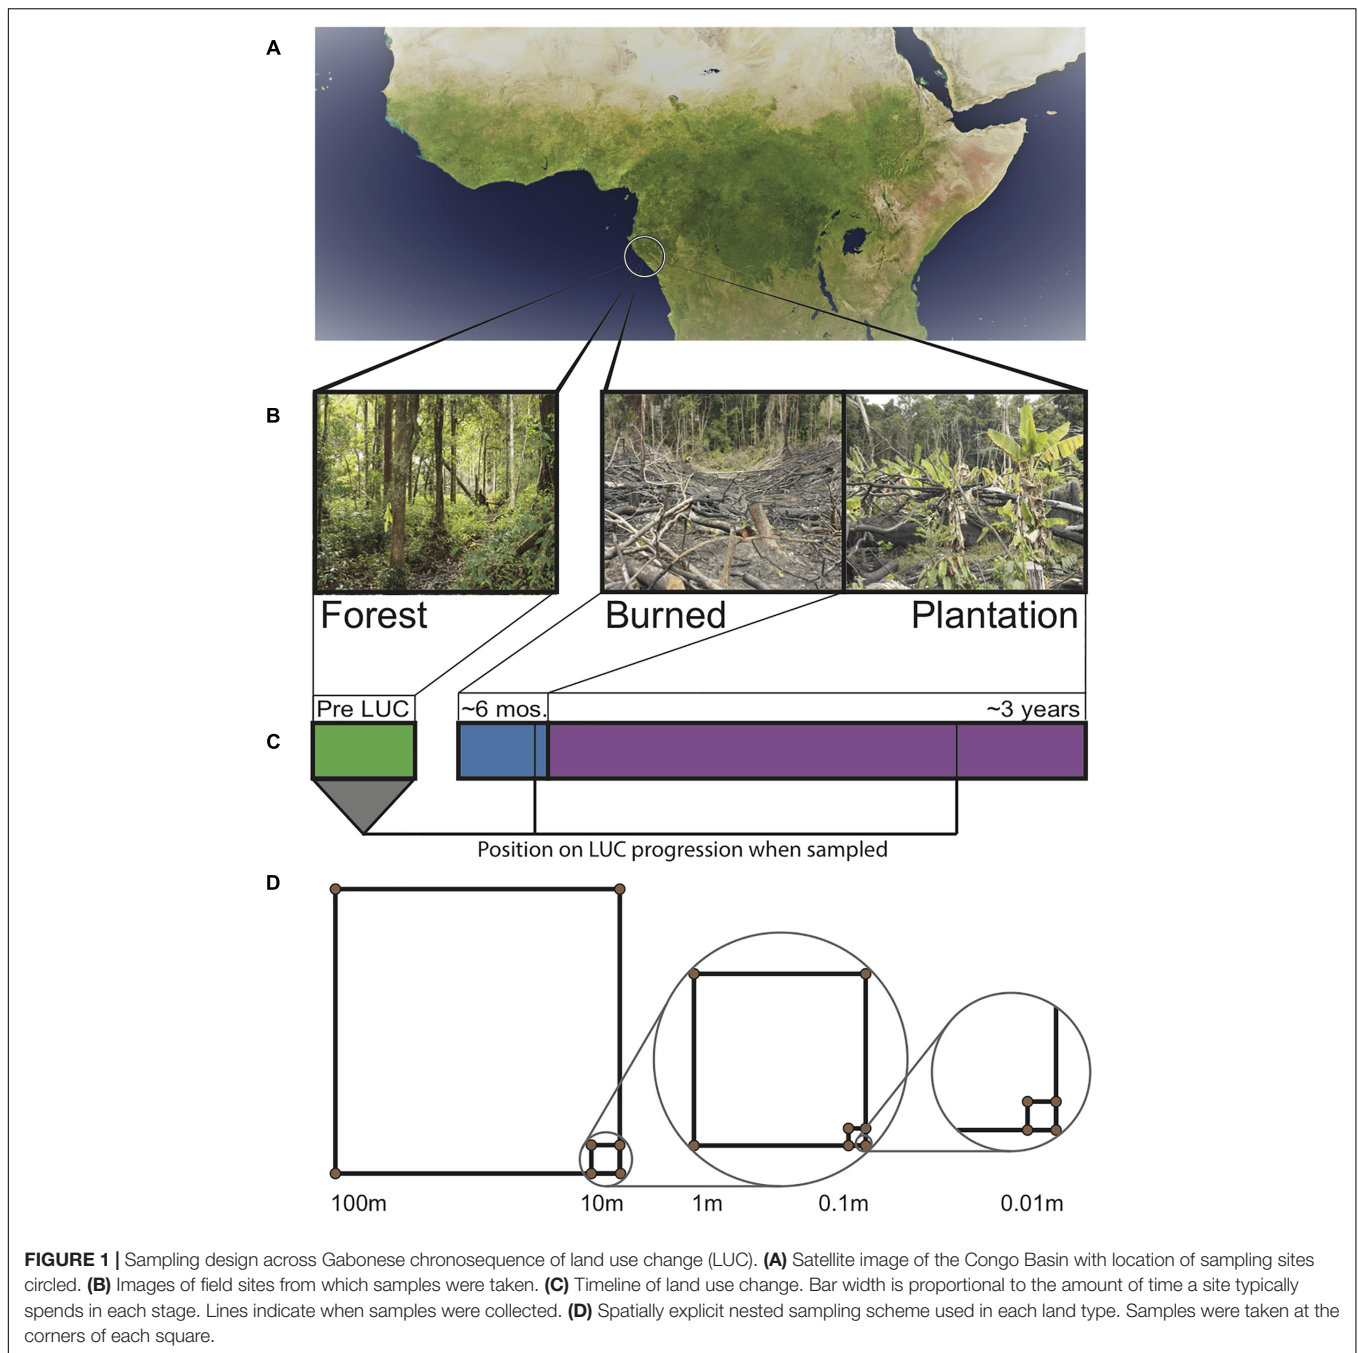 A
B
Forest
Burned
Plantation
Pre LUC
~6 mos.
~3 years
C
Position on LUC progression when sampled
D
100m
10m
1m
0.1m
0.01m
FIGURE 1 | Sampling design across Gabonese chronosequence of land use change (LUC). (A) Satellite image of the Congo Basin with location of sampling sites
circled. (B) Images of field sites from which samples were taken. (C) Timeline of land use change. Bar width is proportional to the amount of time a site typically
spends in each stage. Lines indicate when samples were collected. (D) Spatially explicit nested sampling scheme used in each land type. Samples were taken at the
corners of each square.